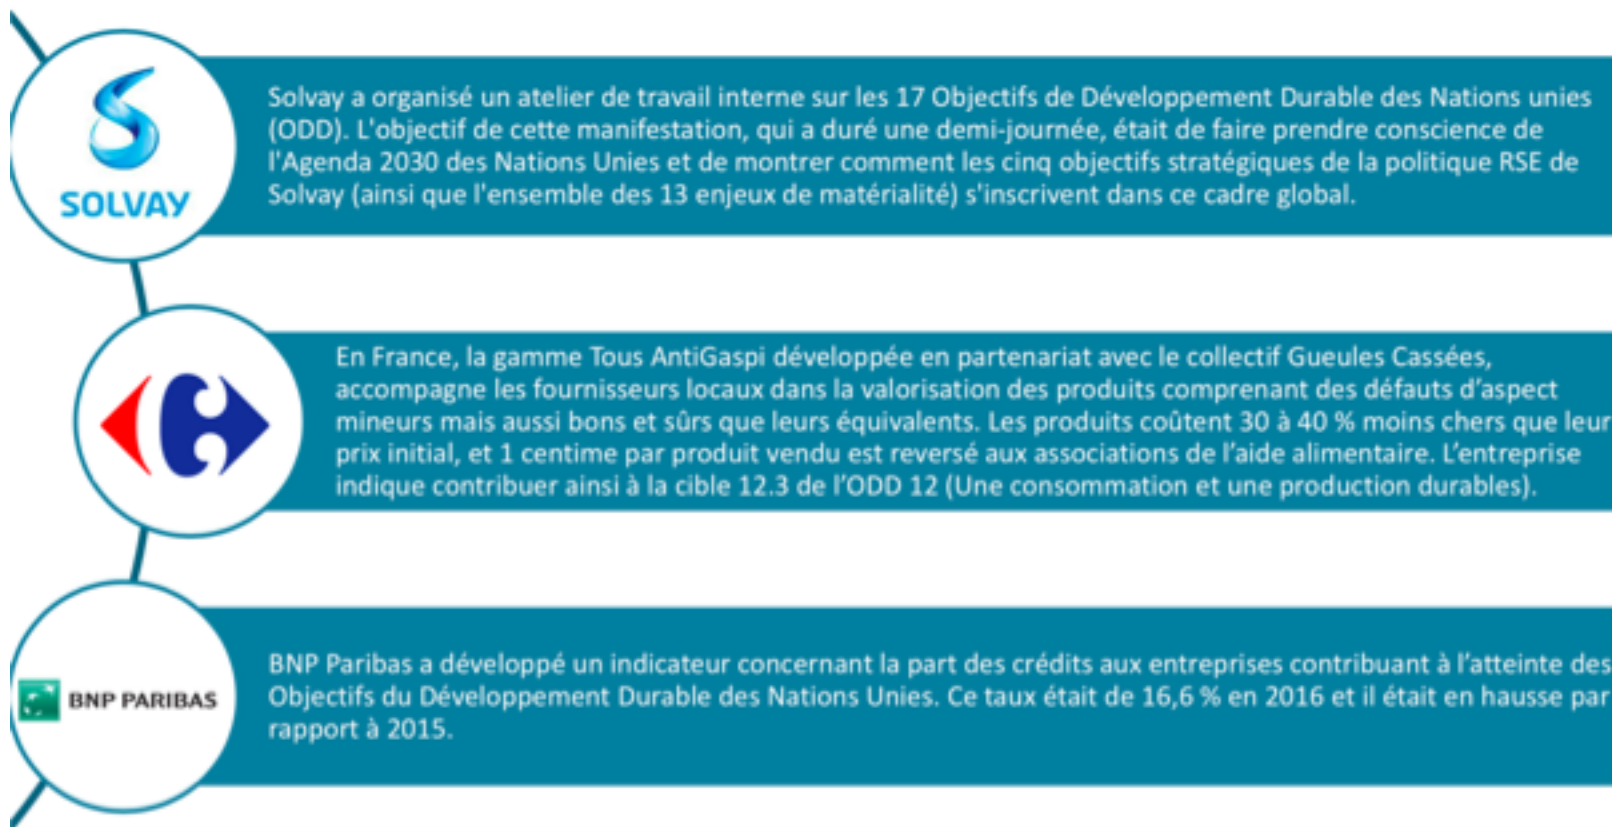 SOLVAY
Solvay a organisé un atelier de travail interne sur les 17 Objectifs de Développement Durable des Nations unies
(ODD). L'objectif de cette manifestation, qui a duré une demi-journée, était de faire prendre conscience de
l'Agenda 2030 des Nations Unies et de montrer comment les cinq objectifs stratégiques de la politique RSE de
Solvay (ainsi que l'ensemble des 13 enjeux de matérialité) s'inscrivent dans ce cadre global.
En France, la gamme Tous AntiGaspi développée en partenariat avec le collectif Gueules Cassées,
accompagne les fournisseurs locaux dans la valorisation des produits comprenant des défauts d’aspect
mineurs mais aussi bons et sûrs que leurs équivalents. Les produits coûtent 30 à 40 % moins chers que leur
prix initial, et 1 centime par produit vendu est reversé aux associations de l’aide alimentaire. L’entreprise
indique contribuer ainsi à la cible 12.3 de l’ODD 12 (Une consommation et une production durables).
BNP PARIBAS
BNP Paribas a développé un indicateur concernant la part des crédits aux entreprises contribuant à l’atteinte des
Objectifs du Développement Durable des Nations Unies. Ce taux était de 16,6 % en 2016 et il était en hausse par
rapport à 2015.